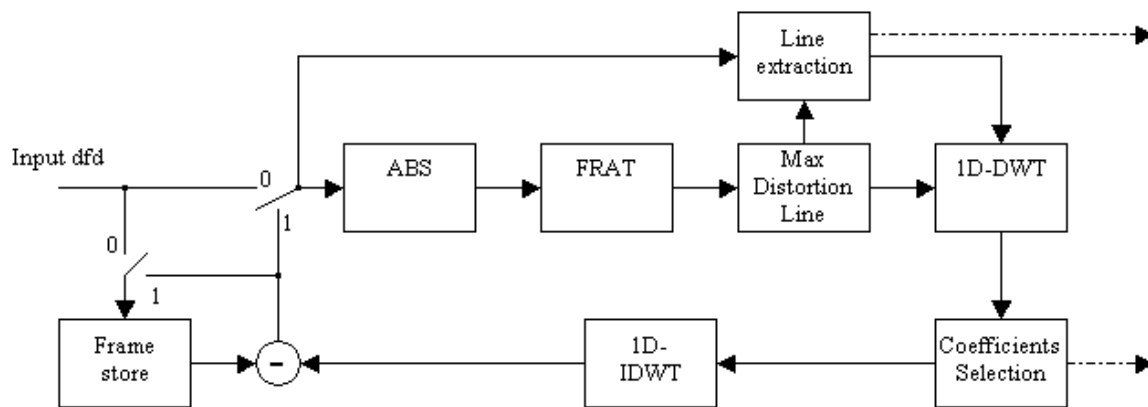 Line
extraction
Input dfd
0
ABS
FRAT
Max
Distortion
Line
1D-DWT
1
0
1
Frame
store
-
1D-
IDWT
Coefficients
Selection